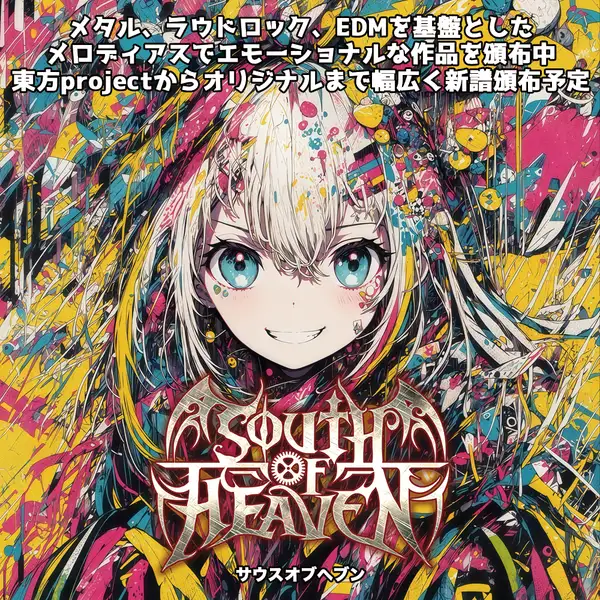 メタル、ラウドロック、EDMを基盤とした
メロディアスでエモーショナルな作品を頒布中
東方projectからオリジナルまで幅広く新譜頒布予定
SOUTH
OF
HEAVEN
サウスオブヘブン